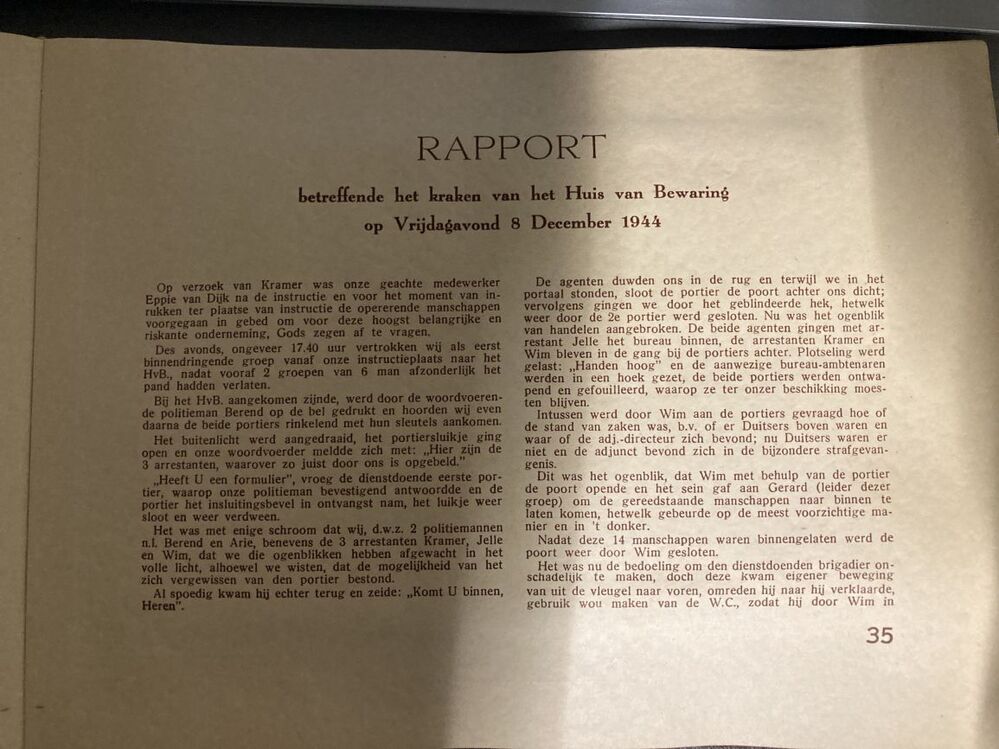 RAPPORT
betreffende het kraken van het Huis van Bewaring
op Vrijdagavond 8 December 1944
Op verzoek van Kramer was onze geachte medewerker
Eppie van Dijk na de instructie en voor het moment van in-
rukken ter plaatse van instructie de opererende manschappen
voorgegaan in gebed om voor deze hoogst belangrijke en
riskante onderneming, Gods zegen af te vragen.
Des avonds, ongeveer 17.40 uur vertrokken wij als eerst
binnendringende groep vanaf onze instructieplaats naar het
HvB., nadat vooraf 2 groepen van 6 man afzonderlijk het
pand hadden verlaten.
Bij het HvB. aangekomen zijnde, werd door de woordvoeren-
de politieman Berend op de bel gedrukt en hoorden wij even
daarna de beide portiers rinkelend met hun sleutels aankomen.
Het buitenlicht werd aangedraaid, het portiersluikje ging
open en onze woordvoerder meldde zich met: „Hier zijn de
3 arrestanten, waarover zo juist door ons is opgebeld.”
„Heeft U een formulier”, vroeg de dienstdoende eerste por-
tier, waarop onze politieman bevestigend antwoordde en de
portier het insluitingsbevel in ontvangst nam, het luikje weer
sloot en weer verdween.
Het was met enige schroom dat wij, d.w.z. 2 politiemannen
n.l. Berend en Arie, benevens de 3 arrestanten Kramer, Jelle
en Wim, dat we die ogenblikken hebben afgewacht in het
volle licht, alhoewel we wisten, dat de mogelijkheid van het
zich vergewissen van den portier bestond.
Al spoedig kwam hij echter terug en zeide: „Komt U binnen,
Heren”.
De agenten duwden ons in de rug en terwijl we in het
portaal stonden, sloot de portier de poort achter ons dicht;
vervolgens gingen we door het geblindeerde hek, hetwelk
weer door de 2e portier werd gesloten. Nu was het ogenblik
van handelen aangebroken. De beide agenten gingen met ar-
restant Jelle het bureau binnen, de arrestanten Kramer en
Wim bleven in de gang bij de portiers achter. Plotseling werd
gelast: „Handen hoog” en de aanwezige bureau-ambtenaren
werden in een hoek gezet, de beide portiers werden ontwa-
pend en gefouilleerd, waarop ze ter onzer beschikking moes-
ten blijven.
Intussen werd door Wim aan de portiers gevraagd hoe of
de stand van zaken was, b.v. of er Duitsers boven waren en
waar of de adj.-directeur zich bevond; nu Duitsers waren er
niet en de adjunct bevond zich in de bijzondere strafgevan-
genis.
Dit was het ogenblik, dat Wim met behulp van de portier
de poort opende en het sein gaf aan Gerard (leider dezer
groep) om de gereedstaande manschappen naar binnen te
laten komen, hetwelk gebeurde op de meest voorzichtige ma-
nier en in 't donker.
Nadat deze 14 manschappen waren binnengelaten werd de
poort weer door Wim gesloten.
Het was nu de bedoeling om den dienstdoenden brigadier on-
schadelijk te maken, doch deze kwam eigener beweging
van uit de vleugel naar voren, omreden hij naar hij verklaarde,
gebruik wou maken van de W.C., zodat hij door Wim in
35